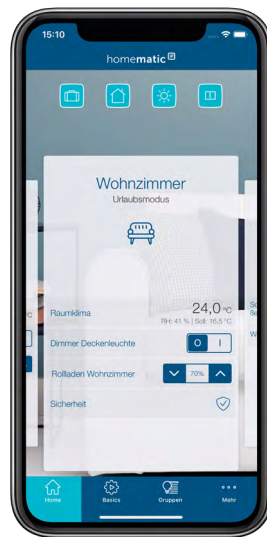 15:10
homematic IP
Wohnzimmer
Urlaubsmodus
Raumklima
24,0 °C
RH: 41 % | Soll: 16,5 °C
Dimmer Deckenleuchte
O I
Rollladen Wohnzimmer
70%
Sicherheit
Home
Basics
Gruppen
Mehr